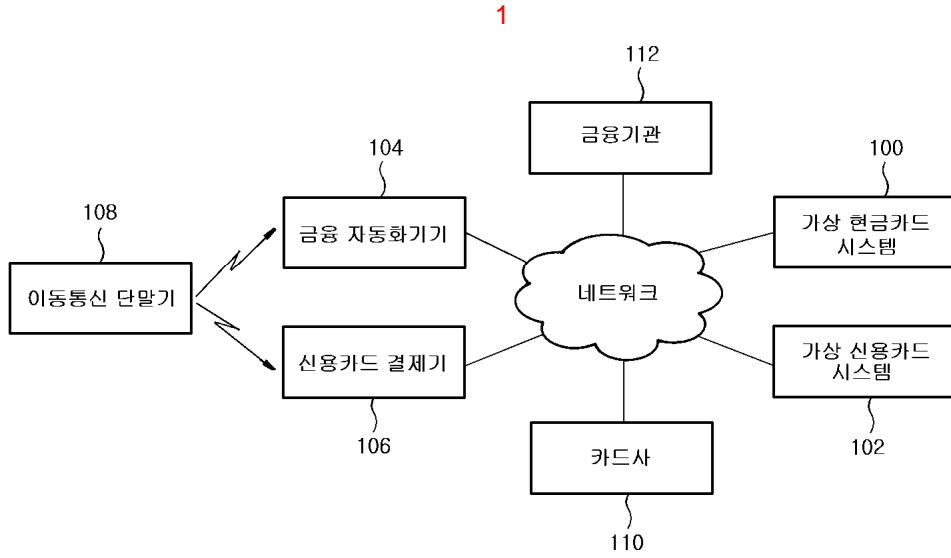 1
112
금융기관
104
금융 자동화기기
100
가상 현금카드
시스템
108
이동통신 단말기
네트워크
신용카드 결제기
106
가상 신용카드
시스템
102
카드사
110